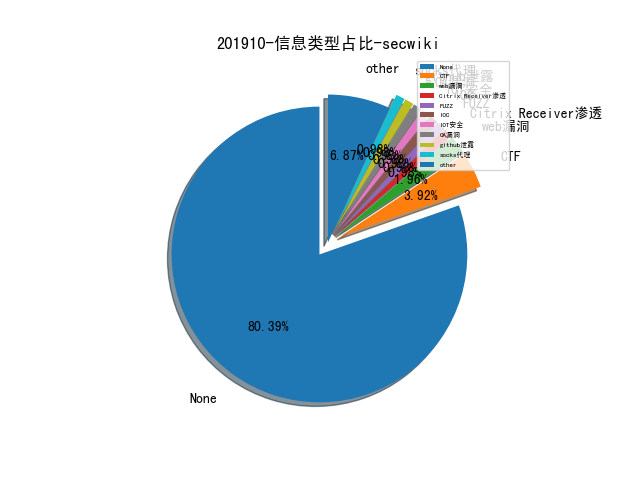 201910-信息类型占比-secwiki
other
None
CTF
web漏洞
Citrix Receiver渗透
FUZZ
IOC
IOT安全
OA漏洞
github泄露
socks代理
other
FUZZ
Citrix Receiver渗透
web漏洞
CTF
6.87%
0.98%
1.96%
3.92%
80.39%
None